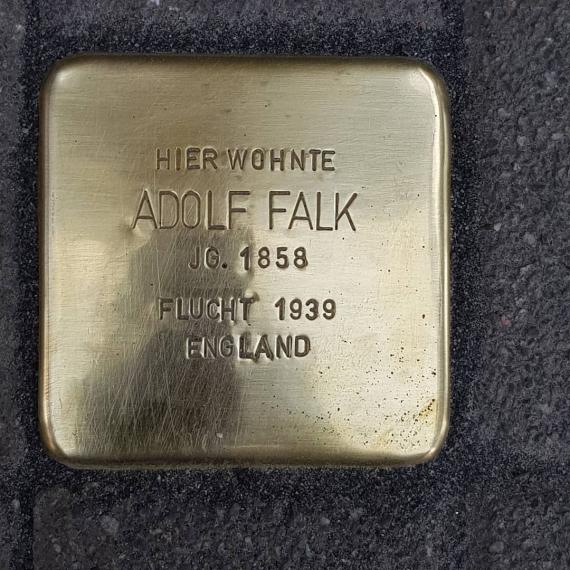 HIER WOHNTE
ADOLF FALK
JG. 1858
FLUCHT 1939
ENGLAND